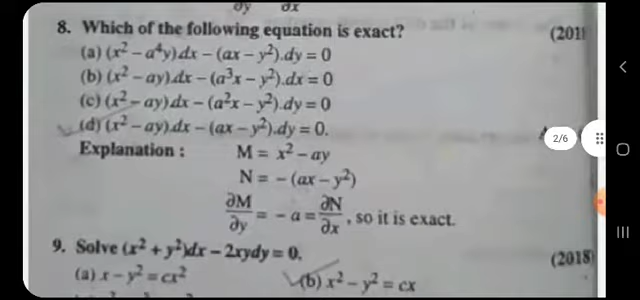 ∂y ∂x
8. Which of the following equation is exact? (201
(a) (x² – a⁴y).dx – (ax – y²).dy = 0
(b) (x² – ay).dx – (a³x – y²).dx = 0
(c) (x² – ay).dx – (a²x – y²).dy = 0
(d) (x² – ay).dx – (ax – y²).dy = 0.
2/6
Explanation : M = x² – ay
N = – (ax – y²)
∂M/∂y = – a = ∂N/∂x, so it is exact.
9. Solve (x² + y²)dx – 2xydy = 0. (2018)
(a) x – y² = cx² (b) x² – y² = cx